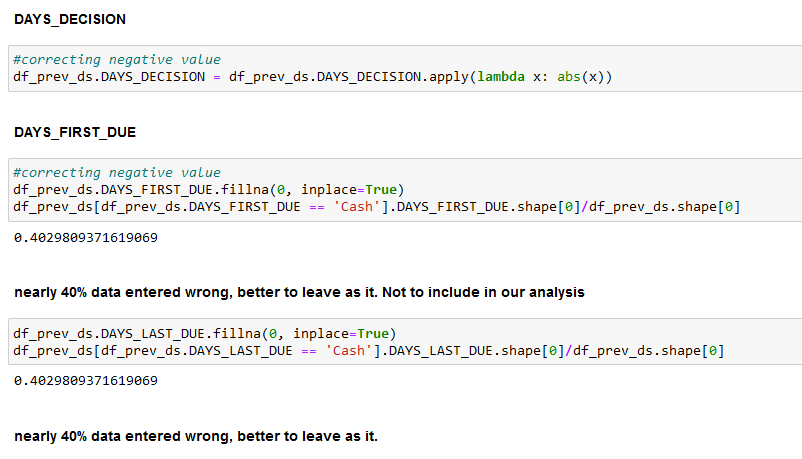 DAYS_DECISION
#correcting negative value
df_prev_ds.DAYS_DECISION = df_prev_ds.DAYS_DECISION.apply(lambda x: abs(x))
DAYS_FIRST_DUE
#correcting negative value
df_prev_ds.DAYS_FIRST_DUE.fillna(0, inplace=True)
df_prev_ds[df_prev_ds.DAYS_FIRST_DUE == 'Cash'].DAYS_FIRST_DUE.shape[0]/df_prev_ds.shape[0]
0.4029809371619069
nearly 40% data entered wrong, better to leave as it. Not to include in our analysis
df_prev_ds.DAYS_LAST_DUE.fillna(0, inplace=True)
df_prev_ds[df_prev_ds.DAYS_LAST_DUE == 'Cash'].DAYS_LAST_DUE.shape[0]/df_prev_ds.shape[0]
0.4029809371619069
nearly 40% data entered wrong, better to leave as it.